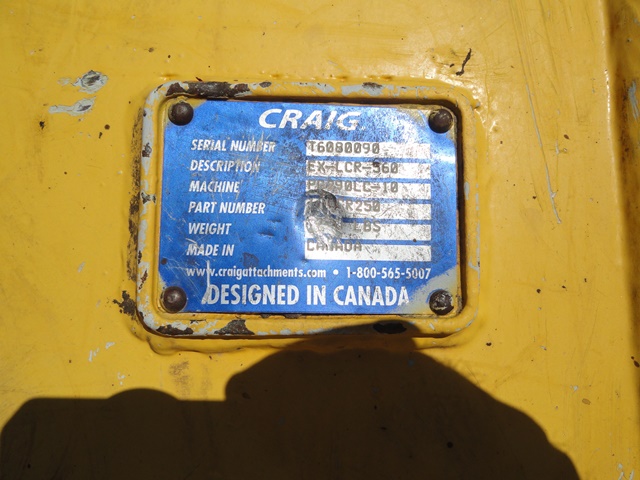 CRAIG
SERIAL NUMBER T6080090
DESCRIPTION EX-LCR-360
MACHINE
PART NUMBER
WEIGHT LBS
MADE IN CANADA
www.craigattachments.com • 1-800-565-5007
DESIGNED IN CANADA